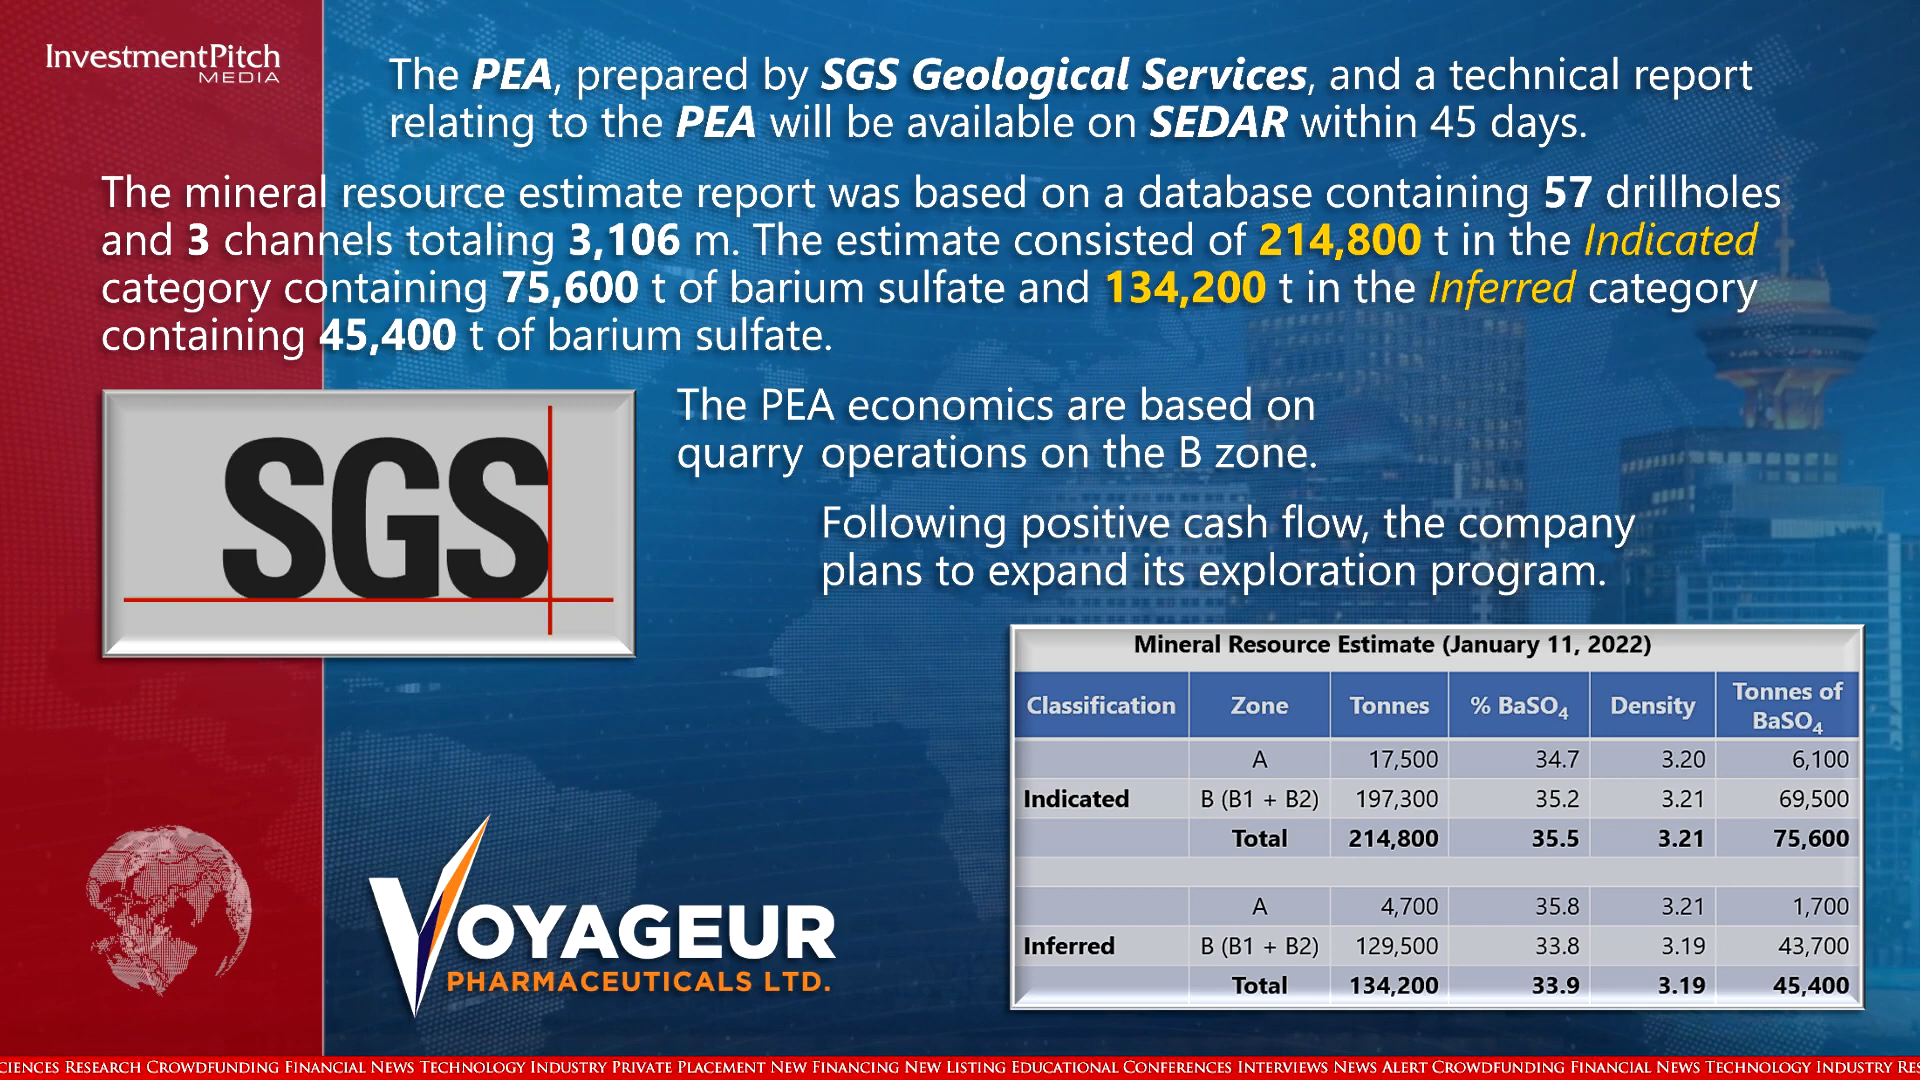 InvestmentPitch
MEDIA
The PEA, prepared by SGS Geological Services, and a technical report
relating to the PEA will be available on SEDAR within 45 days.
The mineral resource estimate report was based on a database containing 57 drillholes
and 3 channels totaling 3,106 m. The estimate consisted of 214,800 t in the Indicated
category containing 75,600 t of barium sulfate and 134,200 t in the Inferred category
containing 45,400 t of barium sulfate.
SGS
The PEA economics are based on
quarry operations on the B zone.
Following positive cash flow, the company
plans to expand its exploration program.
Mineral Resource Estimate (January 11, 2022)
Classification Zone Tonnes % BaSO4 Density Tonnes of BaSO4
A 17,500 34.7 3.20 6,100
Indicated B (B1 + B2) 197,300 35.2 3.21 69,500
Total 214,800 35.5 3.21 75,600
A 4,700 35.8 3.21 1,700
Inferred B (B1 + B2) 129,500 33.8 3.19 43,700
Total 134,200 33.9 3.19 45,400
VOYAGEUR
PHARMACEUTICALS LTD.
CIENCES RESEARCH CROWDFUNDING FINANCIAL NEWS TECHNOLOGY INDUSTRY PRIVATE PLACEMENT NEW FINANCING NEW LISTING EDUCATIONAL CONFERENCES INTERVIEWS NEWS ALERT CROWDFUNDING FINANCIAL NEWS TECHNOLOGY INDUSTRY RES